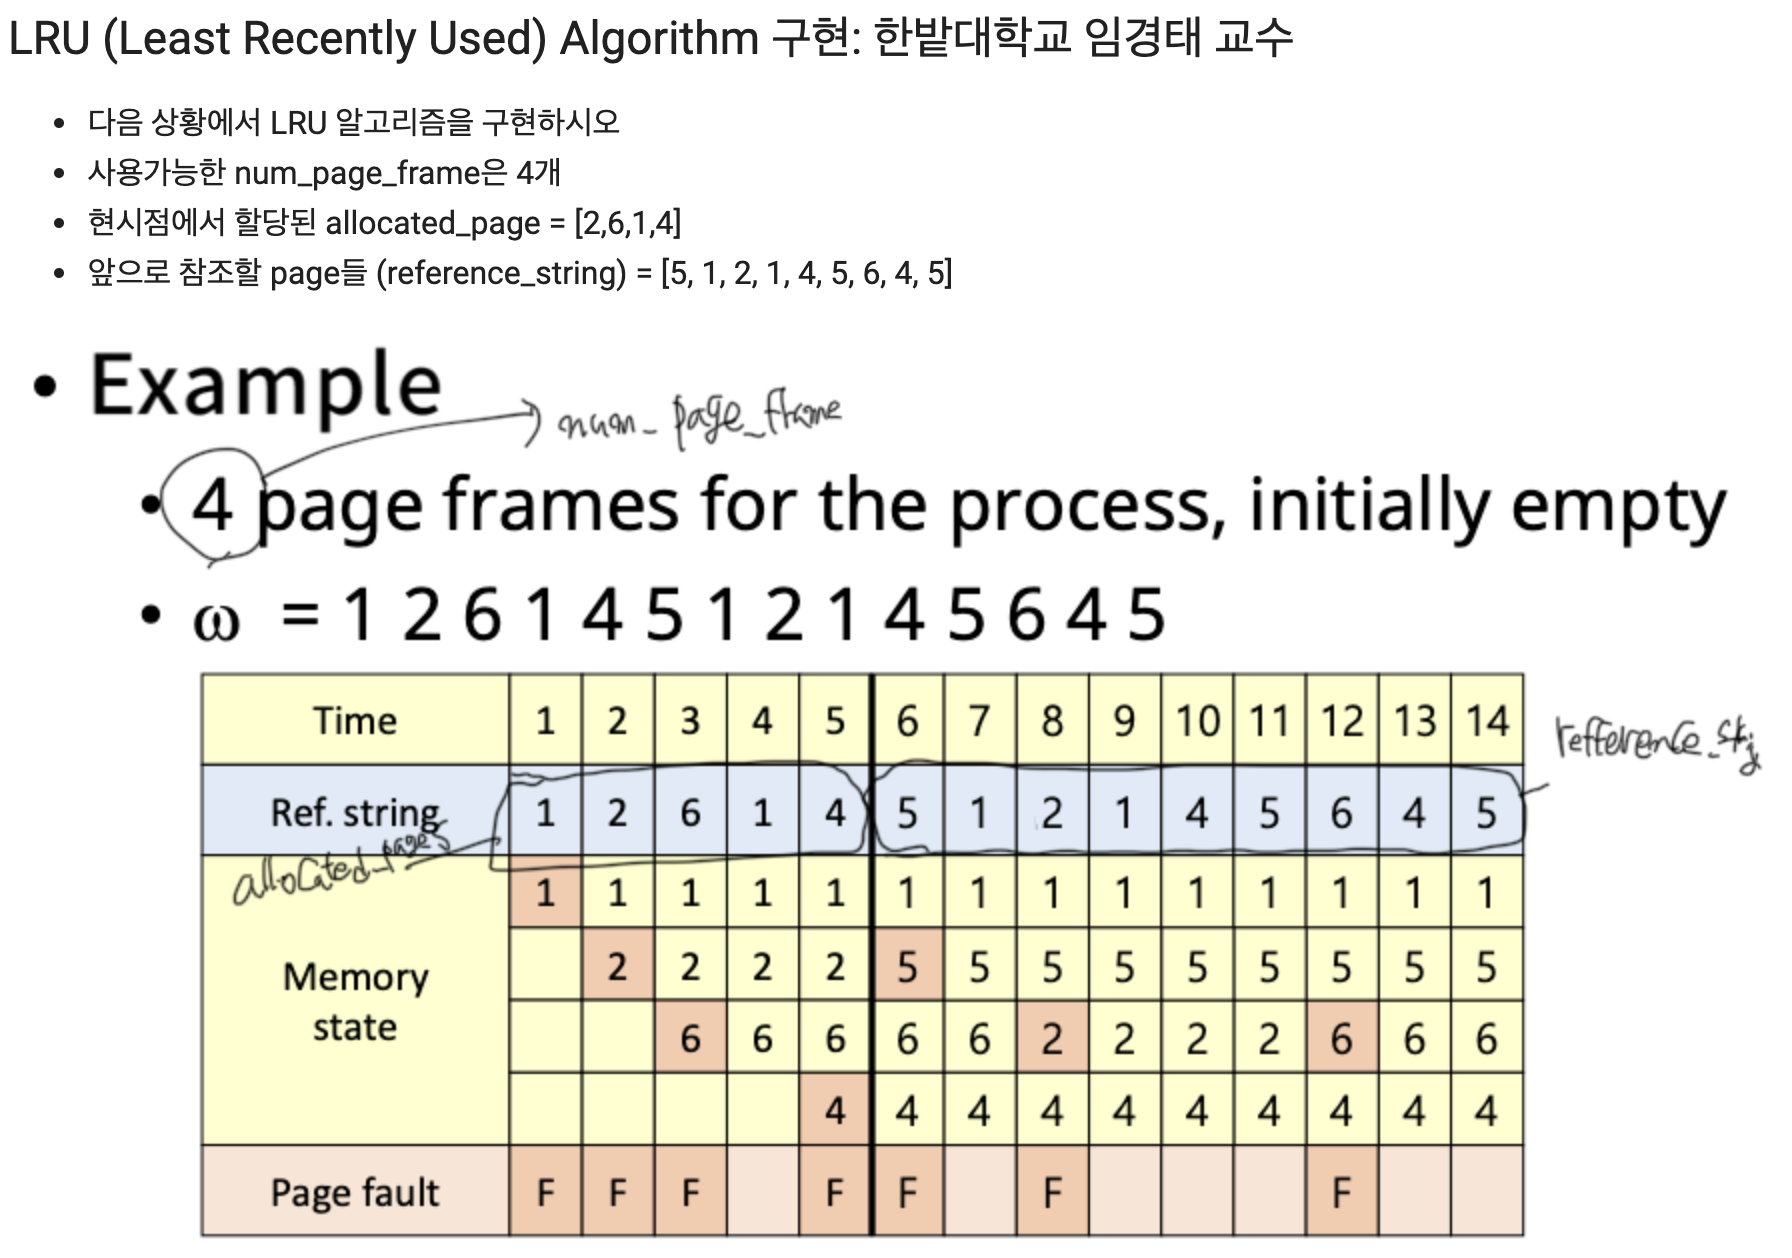 LRU (Least Recently Used) Algorithm 구현: 한밭대학교 임경태 교수
• 다음 상황에서 LRU 알고리즘을 구현하시오
• 사용가능한 num_page_frame은 4개
• 현시점에서 할당된 allocated_page = [2,6,1,4]
• 앞으로 참조할 page들 (reference_string) = [5, 1, 2, 1, 4, 5, 6, 4, 5]
• Example
num_page_frame
• 4 page frames for the process, initially empty
• ω = 1 2 6 1 4 5 1 2 1 4 5 6 4 5
Time 1 2 3 4 5 6 7 8 9 10 11 12 13 14
Ref. string 1 2 6 1 4 5 1 2 1 4 5 6 4 5
allocated_pages
1 1 1 1 1 1 1 1 1 1 1 1 1 1
Memory state
2 2 2 2 5 5 5 5 5 5 5 5 5
6 6 6 6 6 2 2 2 2 6 6 6
4 4 4 4 4 4 4 4 4 4
Page fault F F F F F F F